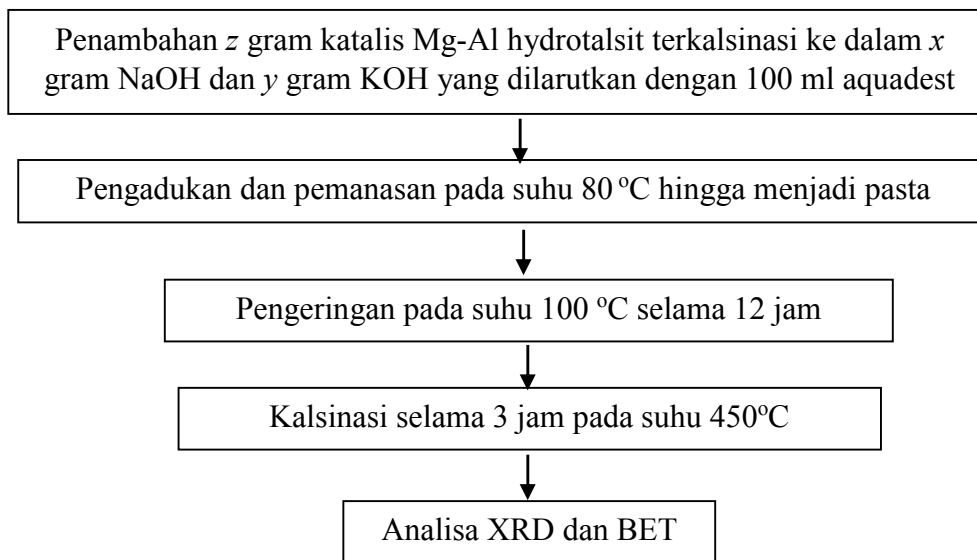 Penambahan z gram katalis Mg-Al hydrotalsit terkalsinasi ke dalam x
gram NaOH dan y gram KOH yang dilarutkan dengan 100 ml aquadest
Pengadukan dan pemanasan pada suhu 80 ºC hingga menjadi pasta
Pengeringan pada suhu 100 ºC selama 12 jam
Kalsinasi selama 3 jam pada suhu 450ºC
Analisa XRD dan BET